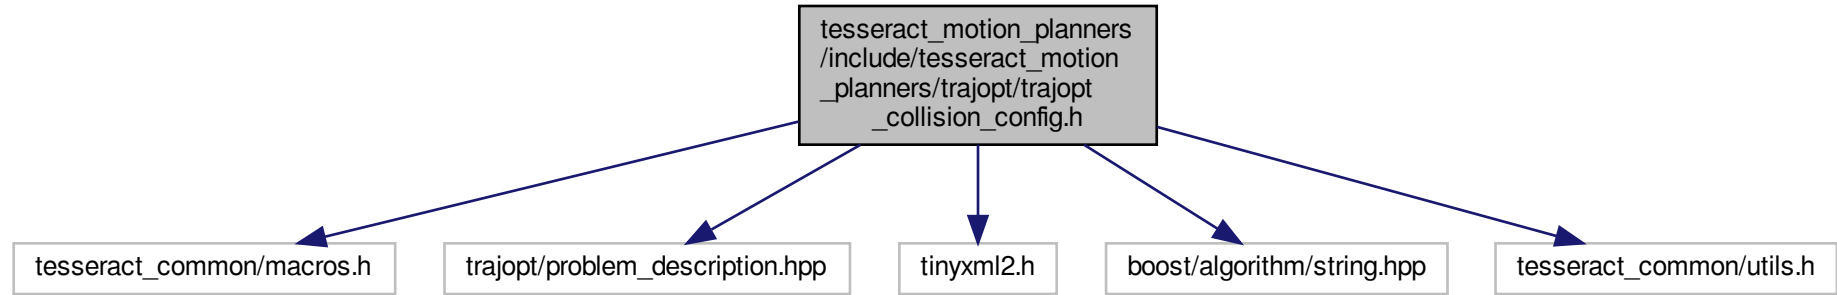 tesseract_motion_planners
/include/tesseract_motion
_planners/trajopt/trajopt
_collision_config.h
tesseract_common/macros.h
trajopt/problem_description.hpp
tinyxml2.h
boost/algorithm/string.hpp
tesseract_common/utils.h